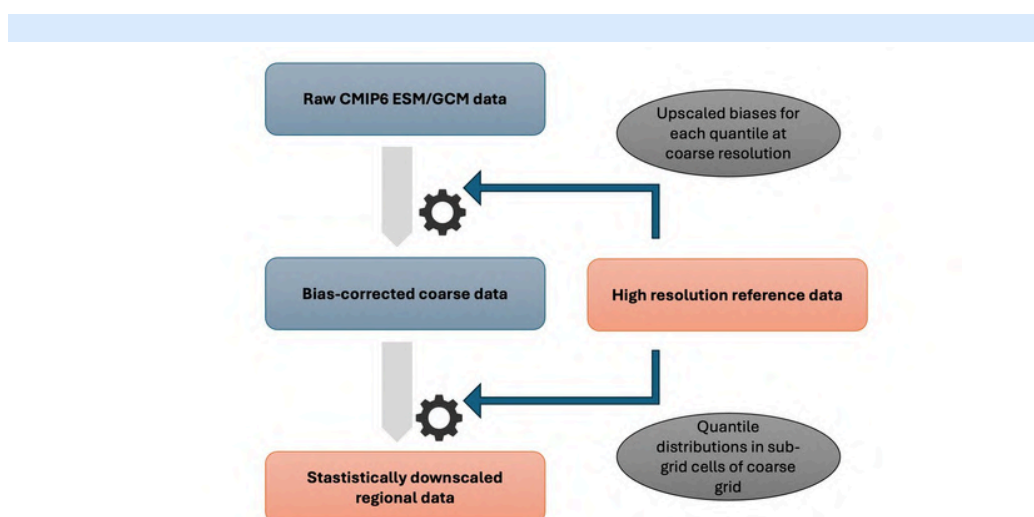 Raw CMIP6 ESM/GCM data
Upscaled biases for
each quantile at
coarse resolution
Bias-corrected coarse data
High resolution reference data
Quantile
distributions in sub-
grid cells of coarse
grid
Stastistically downscaled
regional data